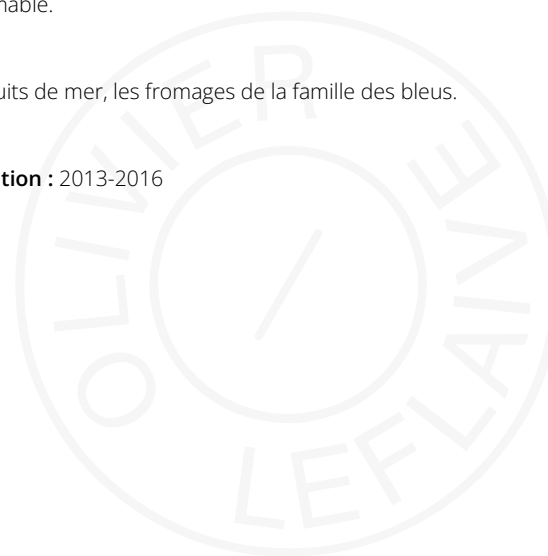 nable.
uits de mer, les fromages de la famille des bleus.
tion : 2013-2016
OLIVIER
LEFLAIVE